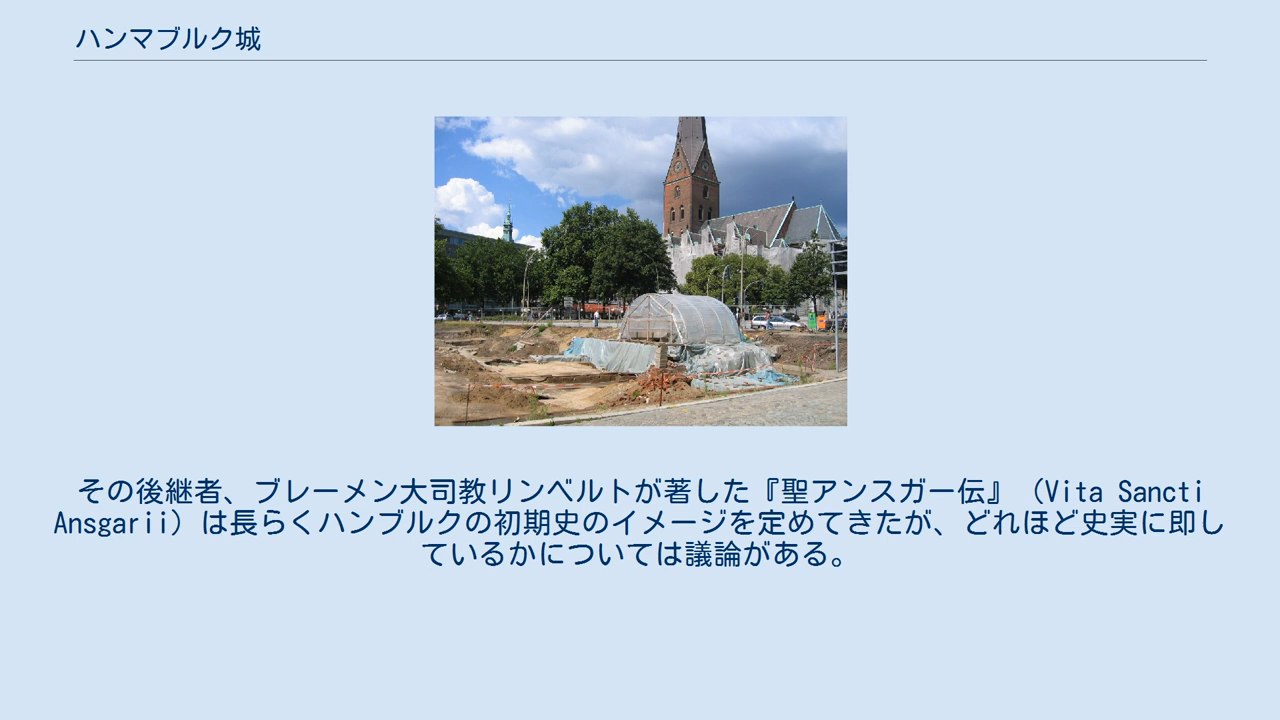 ハンマブルク城
その後継者、ブレーメン大司教リンベルトが著した『聖アンスガー伝』（Vita Sancti
Ansgarii）は長らくハンブルクの初期史のイメージを定めてきたが、どれほど史実に即し
ているかについては議論がある。